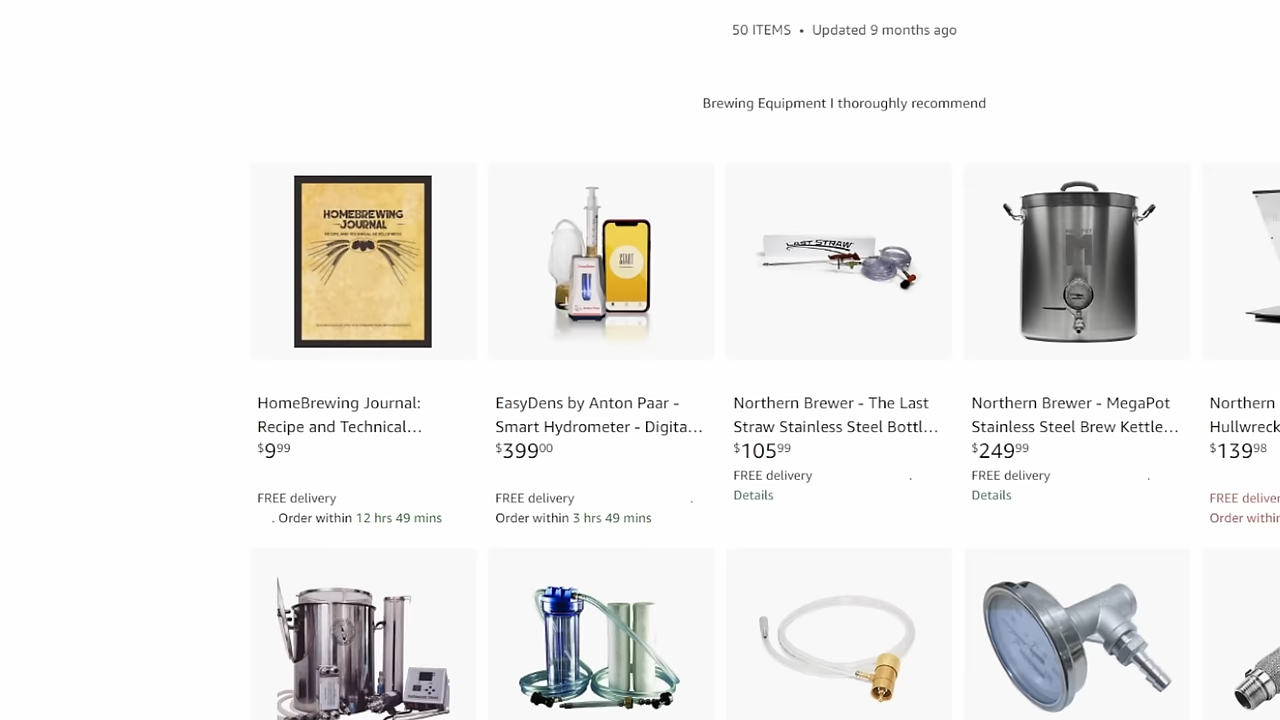 50 ITEMS • Updated 9 months ago
Brewing Equipment I thoroughly recommend
HOMEBREWING
JOURNAL
START
LAST STRAW
HomeBrewing Journal:
Recipe and Technical...
$9.99
FREE delivery
. Order within 12 hrs 49 mins
EasyDens by Anton Paar -
Smart Hydrometer - Digita...
$399.00
FREE delivery .
Order within 3 hrs 49 mins
Northern Brewer - The Last
Straw Stainless Steel Bottl...
$105.99
FREE delivery .
Details
Northern Brewer - MegaPot
Stainless Steel Brew Kettle...
$249.99
FREE delivery .
Details
Northern
Hullwreck
$139.98
FREE deliver
Order within